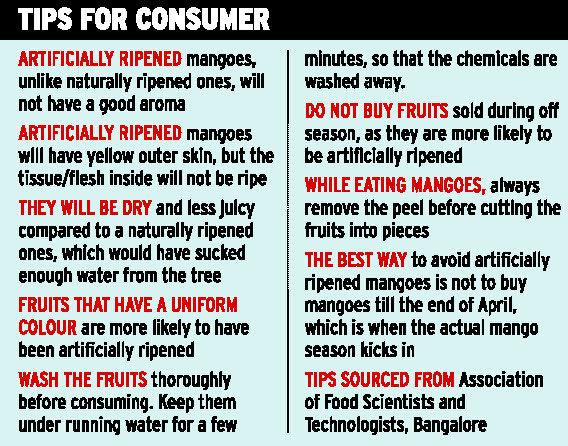 TIPS FOR CONSUMER
ARTIFICIALLY RIPENED mangoes,
unlike naturally ripened ones, will
not have a good aroma
ARTIFICIALLY RIPENED mangoes
will have yellow outer skin, but the
tissue/flesh inside will not be ripe
THEY WILL BE DRY and less juicy
compared to a naturally ripened
ones, which would have sucked
enough water from the tree
FRUITS THAT HAVE A UNIFORM
COLOUR are more likely to have
been artificially ripened
WASH THE FRUITS thoroughly
before consuming. Keep them
under running water for a few
minutes, so that the chemicals are
washed away.
DO NOT BUY FRUITS sold during off
season, as they are more likely to
be artificially ripened
WHILE EATING MANGOES, always
remove the peel before cutting the
fruits into pieces
THE BEST WAY to avoid artificially
ripened mangoes is not to buy
mangoes till the end of April,
which is when the actual mango
season kicks in
TIPS SOURCED FROM Association
of Food Scientists and
Technologists, Bangalore